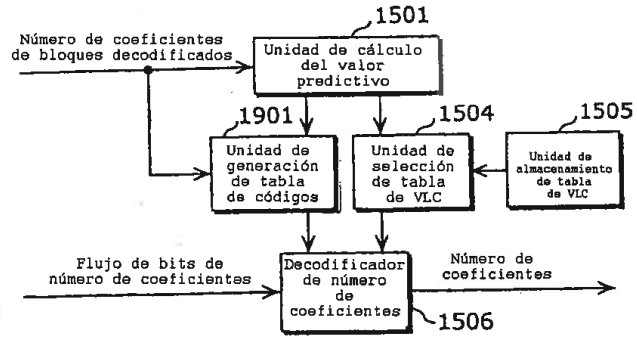 1501
Número de coeficientes
de bloques decodificados
Unidad de cálculo
del valor
predictivo
1901
1504
1505
Unidad de
generación
de tabla
de códigos
Unidad de
selección
de tabla
de VLC
Unidad de
almacenamiento
de tabla
de VLC
Flujo de bits de
número de coeficientes
Decodificador
de número
de
coeficientes
Número de
coeficientes
1506